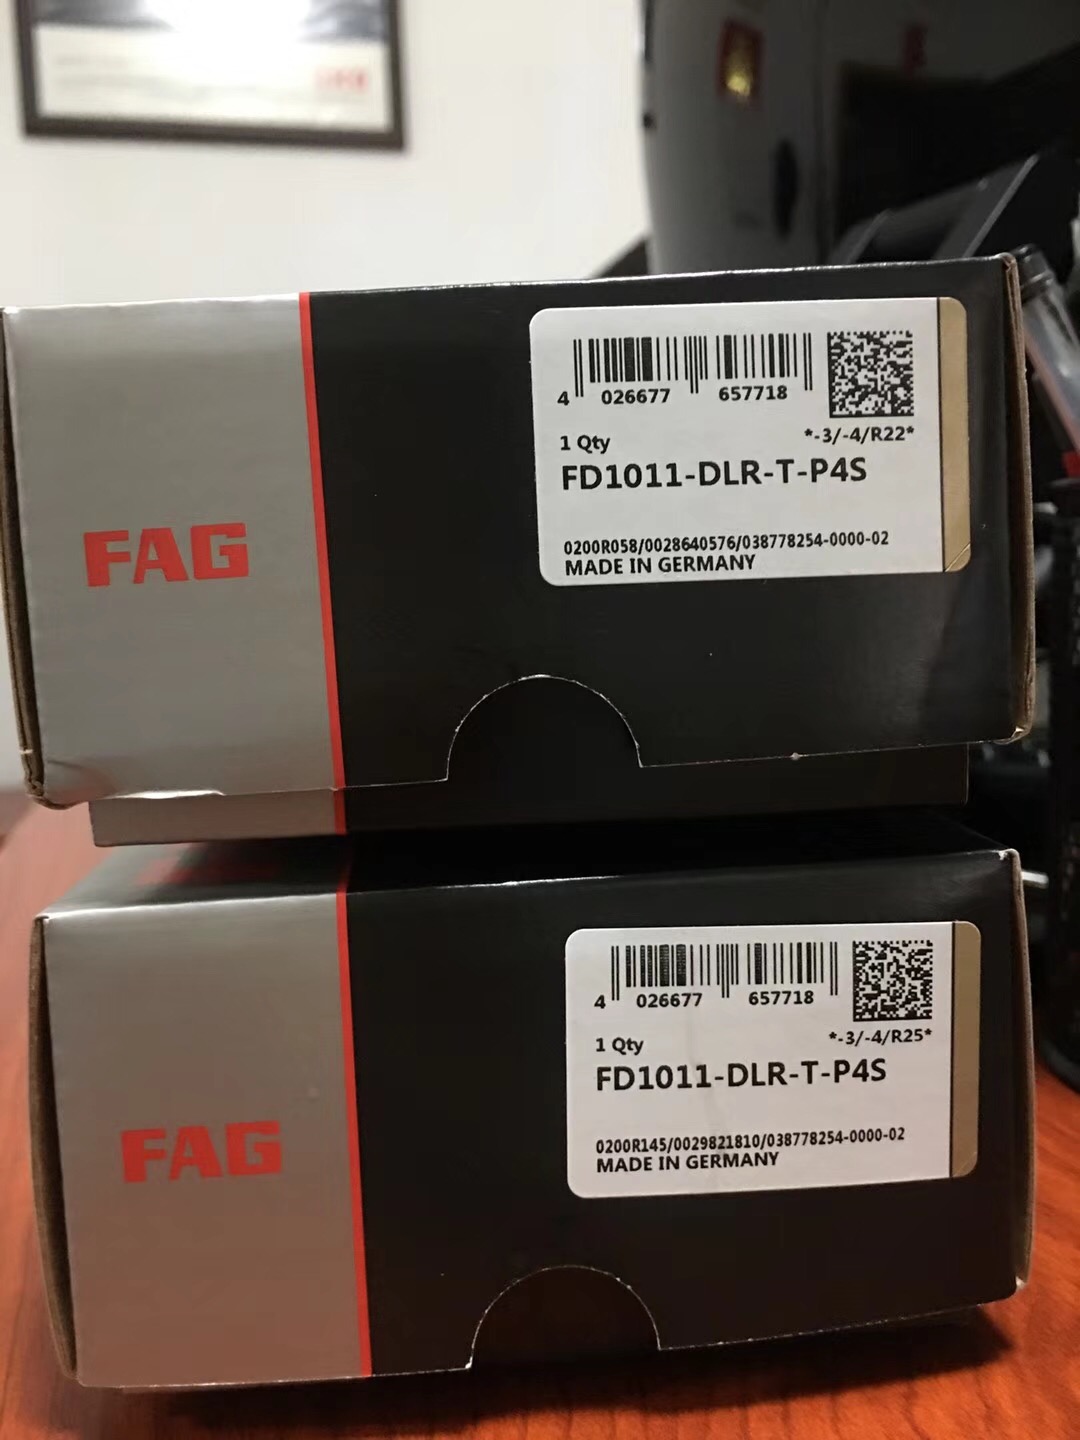 FAG
4 026677 657718
*-3/-4/R22*
1 Qty
FD1011-DLR-T-P4S
0200R058/0028640576/038778254-0000-02
MADE IN GERMANY
FAG
4 026677 657718
*-3/-4/R25*
1 Qty
FD1011-DLR-T-P4S
0200R145/0029821810/038778254-0000-02
MADE IN GERMANY